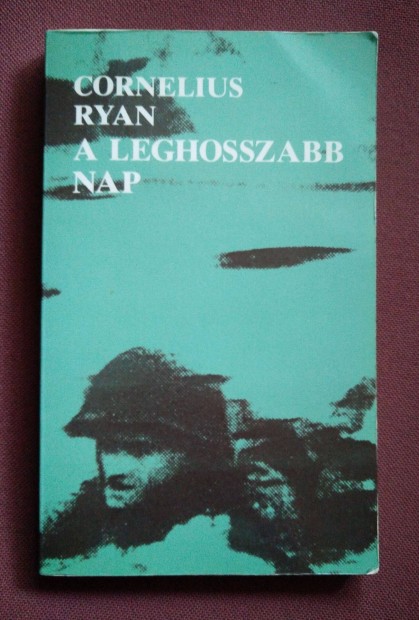 CORNELIUS
RYAN
A LEGHOSSZABB
NAP